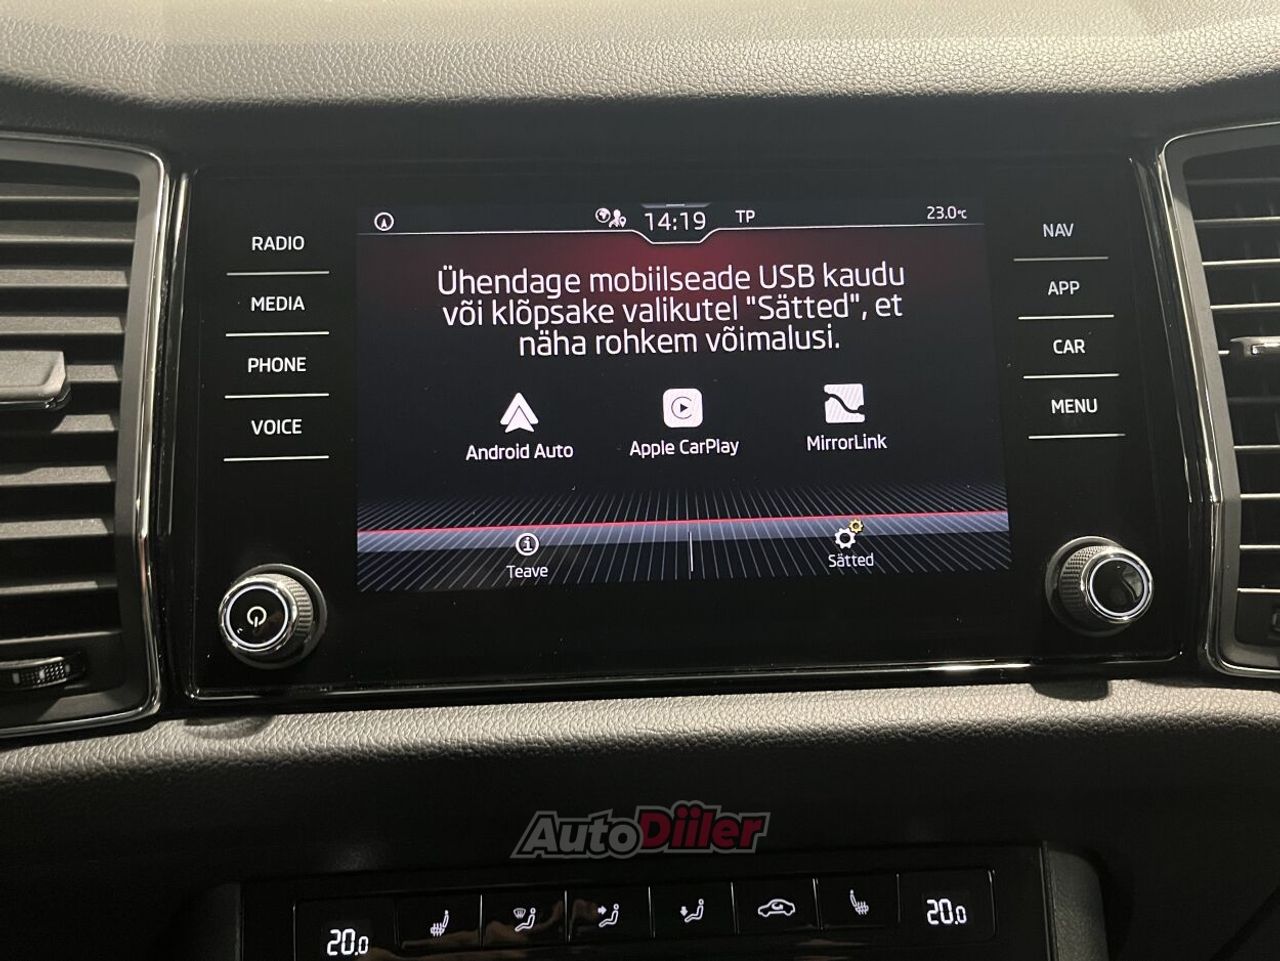 14:19
TP
23.0°C
RADIO
MEDIA
PHONE
VOICE
NAV
APP
CAR
MENU
Ühendage mobiilseade USB kaudu
või klõpsake valikutel "Sätted", et
näha rohkem võimalusi.
Android Auto
Apple CarPlay
MirrorLink
Teave
Sätted
AutoDiiler
20.0
20.0